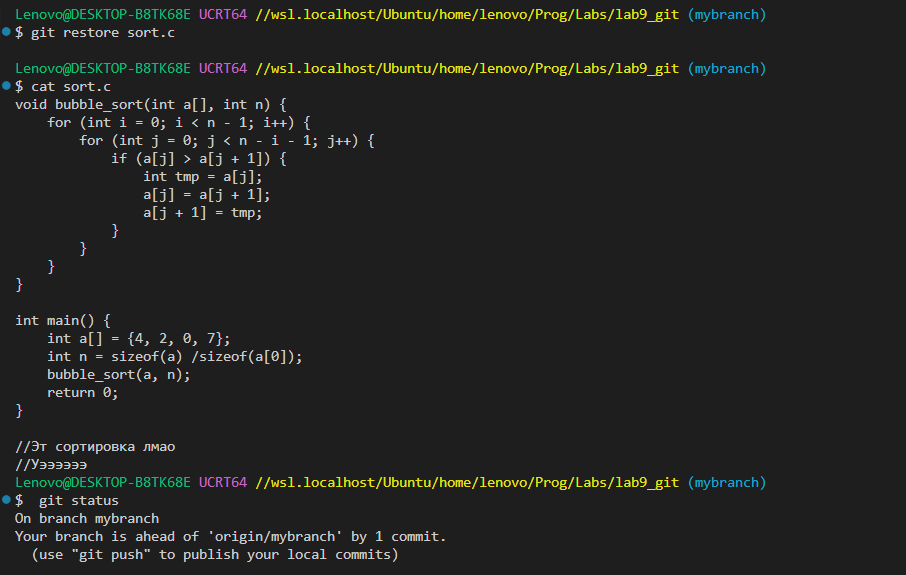 Lenovo@DESKTOP-B8TK68E UCRT64 //wsl.localhost/Ubuntu/home/lenovo/Prog/Labs/lab9_git (mybranch)
$ git restore sort.c
Lenovo@DESKTOP-B8TK68E UCRT64 //wsl.localhost/Ubuntu/home/lenovo/Prog/Labs/lab9_git (mybranch)
$ cat sort.c
void bubble_sort(int a[], int n) {
    for (int i = 0; i < n - 1; i++) {
        for (int j = 0; j < n - i - 1; j++) {
            if (a[j] > a[j + 1]) {
                int tmp = a[j];
                a[j] = a[j + 1];
                a[j + 1] = tmp;
            }
        }
    }
}
int main() {
    int a[] = {4, 2, 0, 7};
    int n = sizeof(a) /sizeof(a[0]);
    bubble_sort(a, n);
    return 0;
}
//Эт сортировка лмао
//Уээээээ
Lenovo@DESKTOP-B8TK68E UCRT64 //wsl.localhost/Ubuntu/home/lenovo/Prog/Labs/lab9_git (mybranch)
$  git status
On branch mybranch
Your branch is ahead of 'origin/mybranch' by 1 commit.
  (use "git push" to publish your local commits)